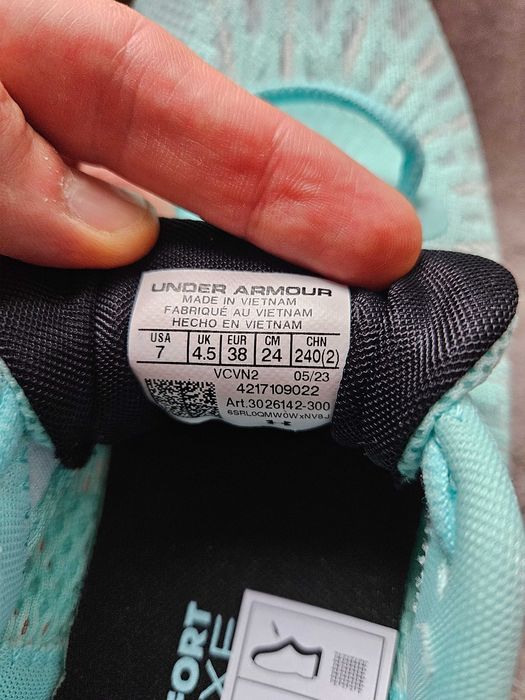 UNDER ARMOUR
MADE IN VIETNAM
FABRIQUÉ AU VIETNAM
HECHO EN VIETNAM
USA UK EUR CM CHN
7 4.5 38 24 240(2)
VCVN2 05/23
4217109022
Art.3026142-300
6SRL0QMW0WxNV8J